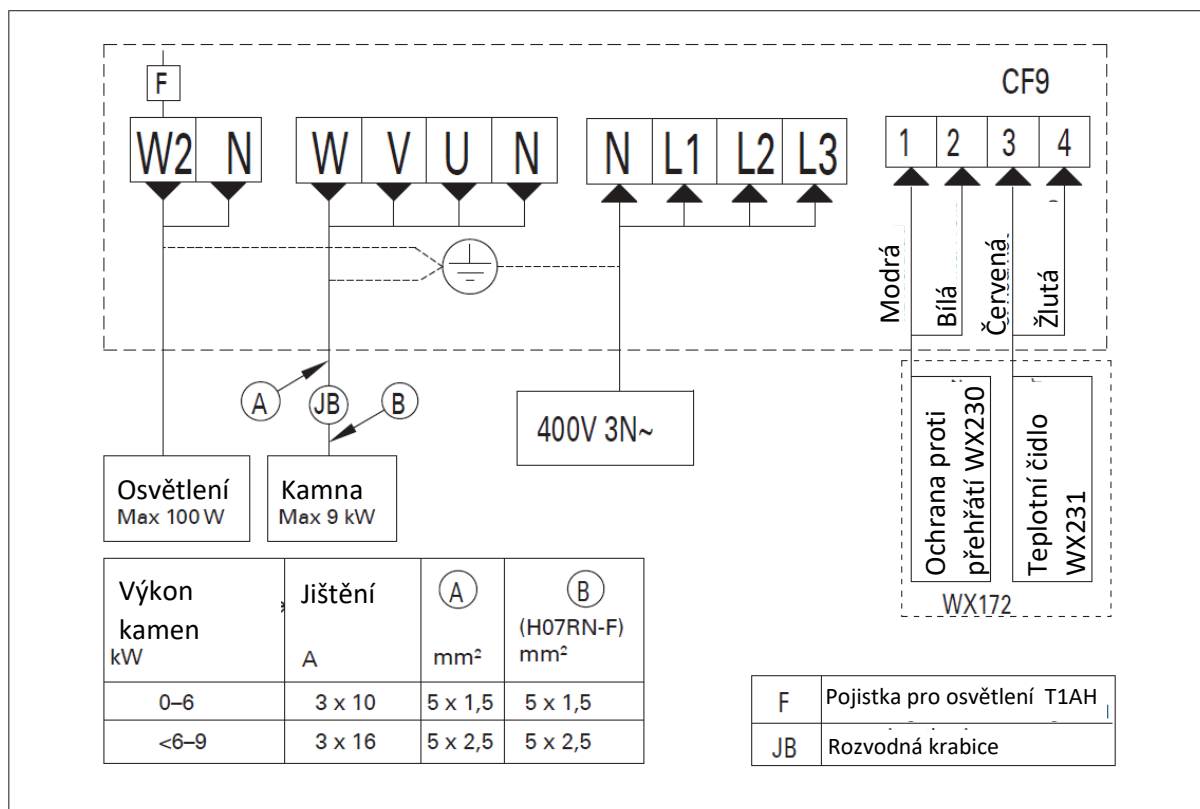 CF9
F
W2 N
W V U N
N L1 L2 L3
1 2 3 4
Modrá
Bílá
Červená
Žlutá
A
JB
B
400V 3N~
Osvětlení
Max 100 W
Kamna
Max 9 kW
Ochrana proti
přehřátí WX230
Teplotní čidlo
WX231
WX172
Výkon
kamen
kW
Jištění
A
A
mm²
B
(H07RN-F)
mm²
0–6 3 x 10 5 x 1,5 5 x 1,5
<6–9 3 x 16 5 x 2,5 5 x 2,5
F Pojistka pro osvětlení T1AH
JB Rozvodná krabice